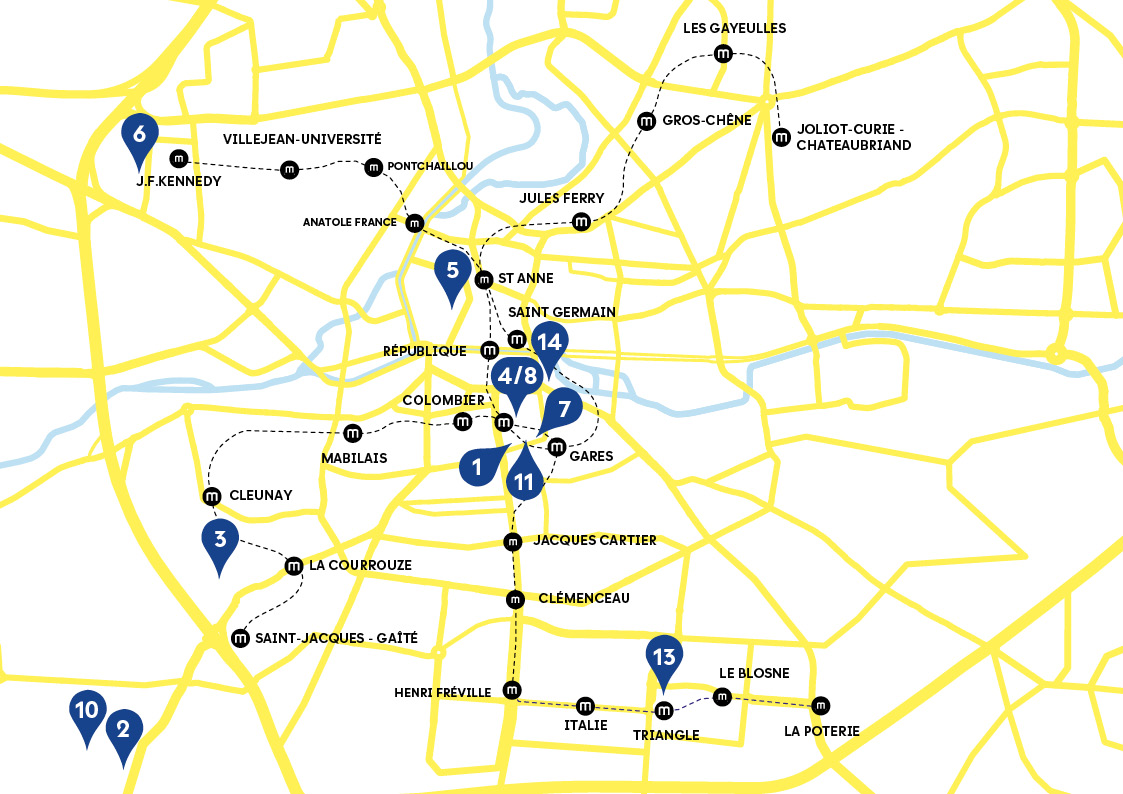 LES GAYEULLES
GROS-CHÊNE
JOLIOT-CURIE -
CHATEAUBRIAND
6
VILLEJEAN-UNIVERSITÉ
m
PONTCHAILLOU
J.F.KENNEDY
JULES FERRY
ANATOLE FRANCE
5
ST ANNE
SAINT GERMAIN
14
RÉPUBLIQUE
4/8
COLOMBIER
7
MABILAIS
GARES
1
11
CLEUNAY
3
JACQUES CARTIER
LA COURROUZE
CLÉMENCEAU
SAINT-JACQUES - GAÎTÉ
13
LE BLOSNE
HENRI FRÉVILLE
10
2
ITALIE
TRIANGLE
LA POTERIE